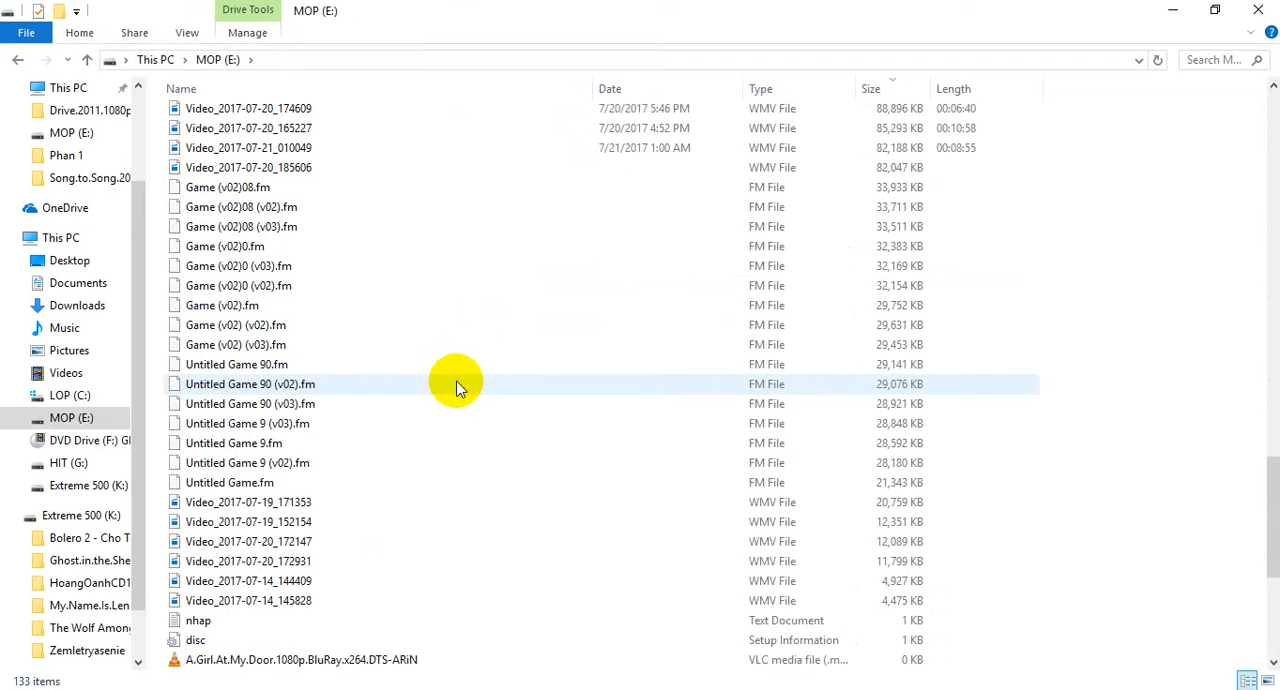 Drive Tools
MOP (E:)
File
Home
Share
View
Manage
This PC
MOP (E:)
Search M...
Name
Date
Type
Size
Length
This PC
Drive.2011.1080p
MOP (E:)
Phan 1
Song.to.Song.20
OneDrive
This PC
Desktop
Documents
Downloads
Music
Pictures
Videos
LOP (C:)
MOP (E:)
DVD Drive (F:) GI
HIT (G:)
Extreme 500 (K:)
Extreme 500 (K:)
Bolero 2 - Cho T
Ghost.in.the.She
HoangOanhCD1
My.Name.Is.Len
The Wolf Among
Zemletryasenie
Video_2017-07-20_174609 7/20/2017 5:46 PM WMV File 88,896 KB 00:06:40
Video_2017-07-20_165227 7/20/2017 4:52 PM WMV File 85,293 KB 00:10:58
Video_2017-07-21_010049 7/21/2017 1:00 AM WMV File 82,188 KB 00:08:55
Video_2017-07-20_185606 WMV File 82,047 KB
Game (v02)08.fm FM File 33,933 KB
Game (v02)08 (v02).fm FM File 33,711 KB
Game (v02)08 (v03).fm FM File 33,511 KB
Game (v02)0.fm FM File 32,383 KB
Game (v02)0 (v03).fm FM File 32,169 KB
Game (v02)0 (v02).fm FM File 32,154 KB
Game (v02).fm FM File 29,752 KB
Game (v02) (v02).fm FM File 29,631 KB
Game (v02) (v03).fm FM File 29,453 KB
Untitled Game 90.fm FM File 29,141 KB
Untitled Game 90 (v02).fm FM File 29,076 KB
Untitled Game 90 (v03).fm FM File 28,921 KB
Untitled Game 9 (v03).fm FM File 28,848 KB
Untitled Game 9.fm FM File 28,592 KB
Untitled Game 9 (v02).fm FM File 28,180 KB
Untitled Game.fm FM File 21,343 KB
Video_2017-07-19_171353 WMV File 20,759 KB
Video_2017-07-19_152154 WMV File 12,351 KB
Video_2017-07-20_172147 WMV File 12,089 KB
Video_2017-07-20_172931 WMV File 11,799 KB
Video_2017-07-14_144409 WMV File 4,927 KB
Video_2017-07-14_145828 WMV File 4,475 KB
nhap Text Document 1 KB
disc Setup Information 1 KB
A.Girl.At.My.Door.1080p.BluRay.x264.DTS-ARiN VLC media file (.m... 0 KB
133 items